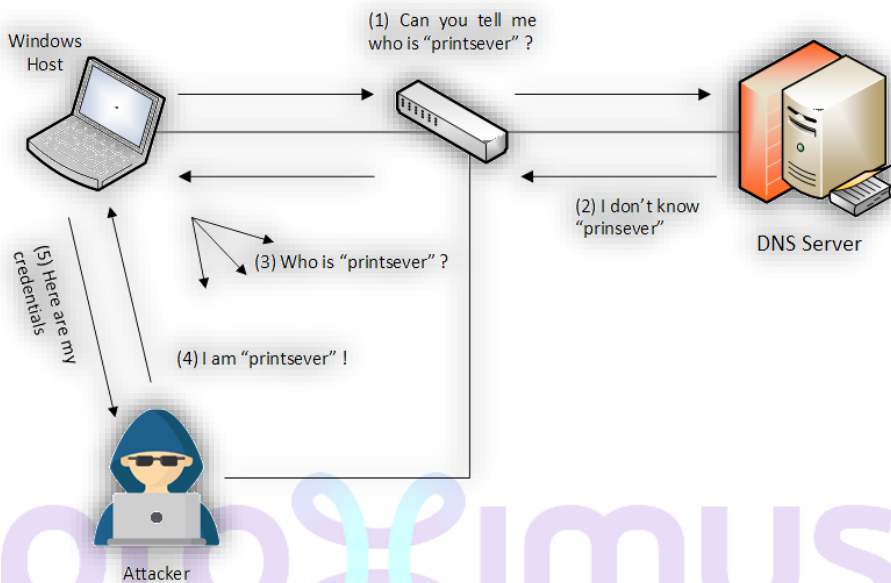 Windows
Host
(1) Can you tell me
who is “printsever” ?
(2) I don’t know
“prinsever”
DNS Server
(3) Who is “printsever” ?
(4) I am “printsever” !
(5) Here are my
credentials
Attacker
proximus